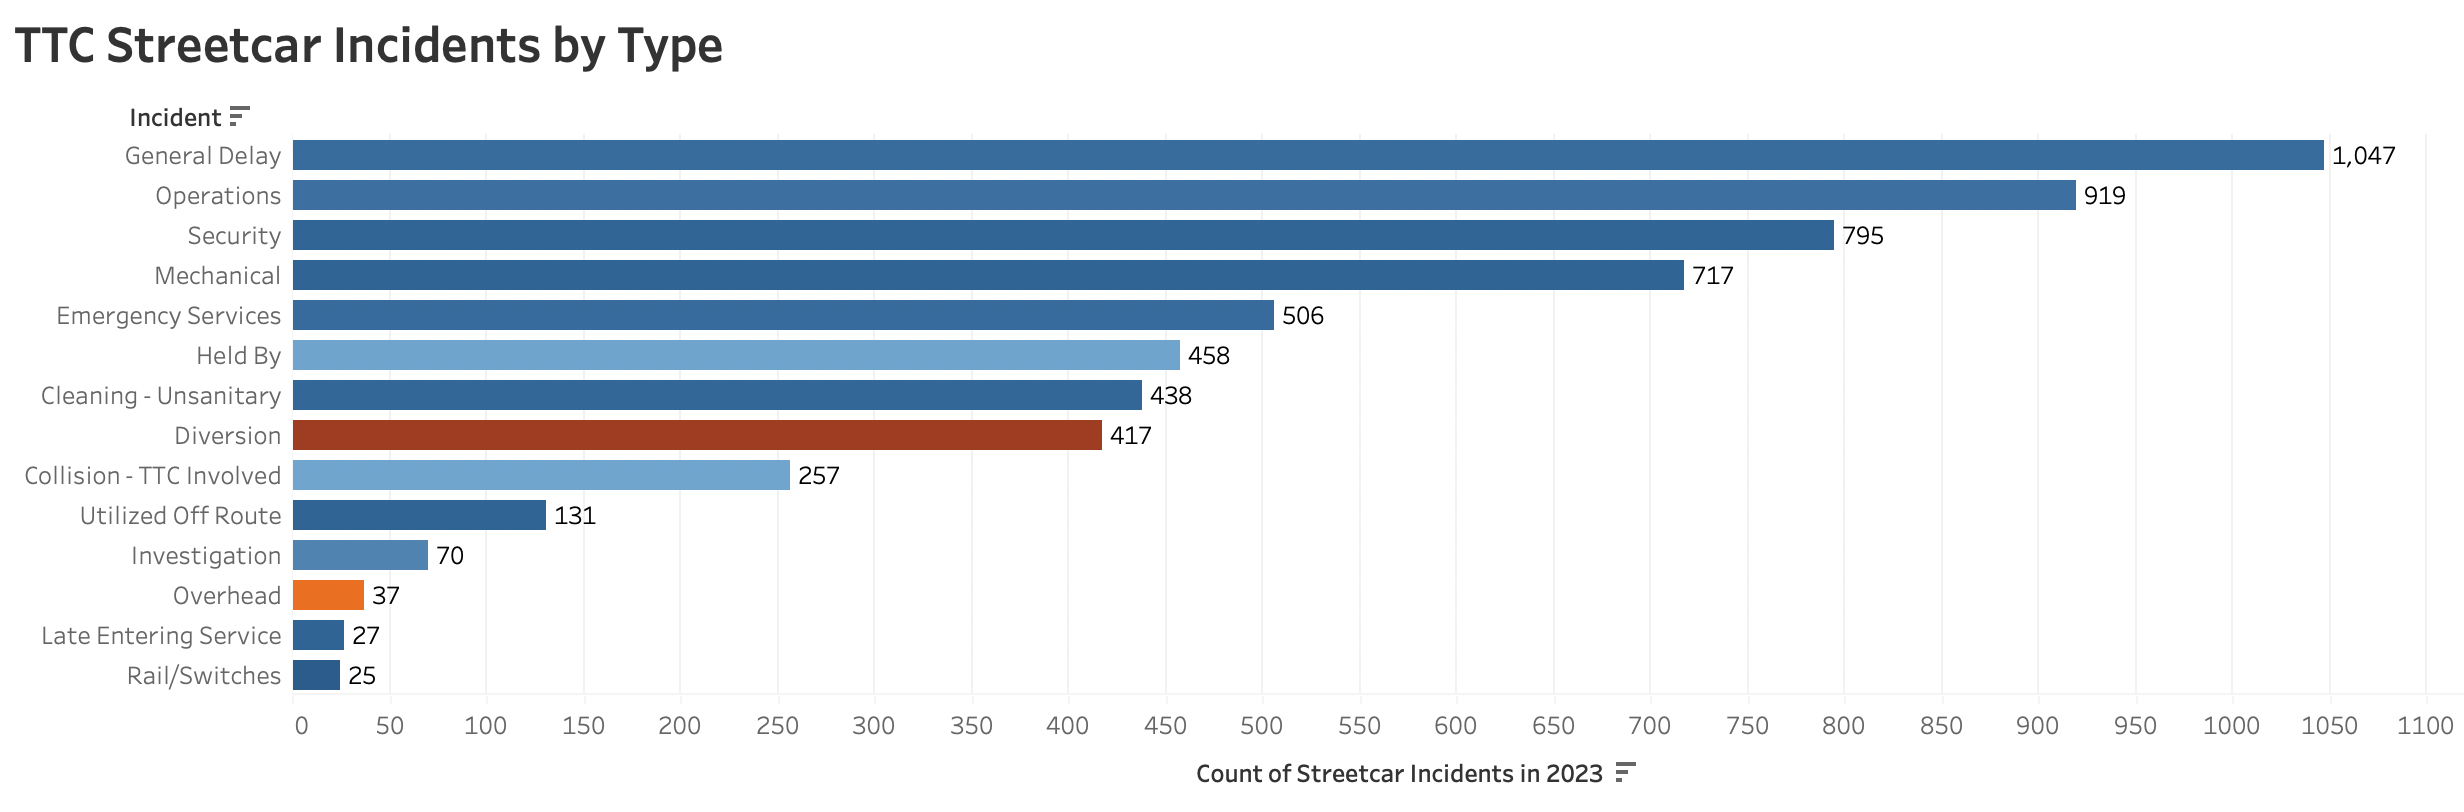 TTC Streetcar Incidents by Type
Incident
General Delay 1,047
Operations 919
Security 795
Mechanical 717
Emergency Services 506
Held By 458
Cleaning - Unsanitary 438
Diversion 417
Collision - TTC Involved 257
Utilized Off Route 131
Investigation 70
Overhead 37
Late Entering Service 27
Rail/Switches 25
0 50 100 150 200 250 300 350 400 450 500 550 600 650 700 750 800 850 900 950 1000 1050 1100
Count of Streetcar Incidents in 2023